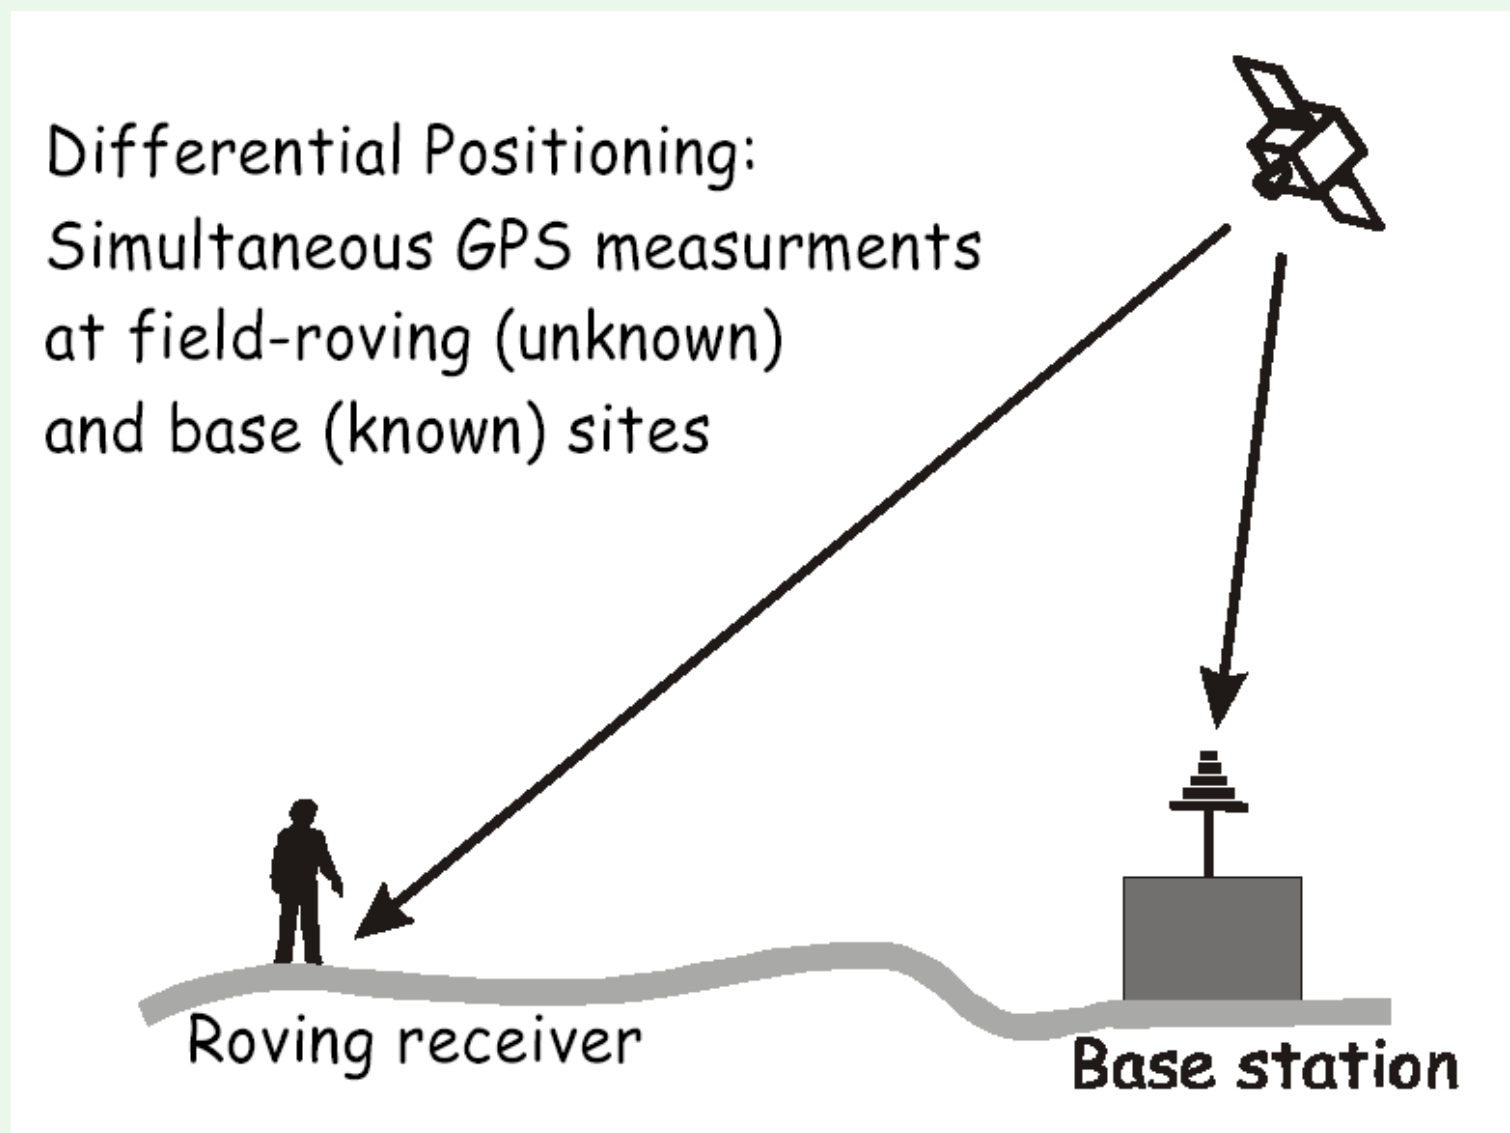 Differential Positioning:
Simultaneous GPS measurments
at field-roving (unknown)
and base (known) sites
Roving receiver
Base station